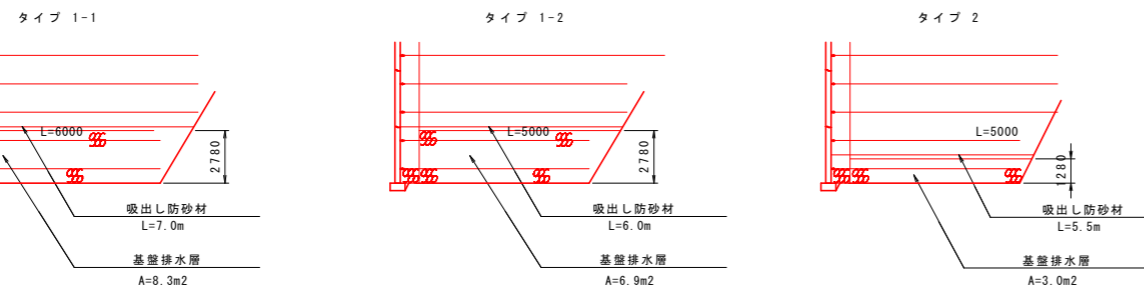 タイプ 1-1
L=6000
2780
吸出し防砂材
L=7.0m
基盤排水層
A=8.3m2
タイプ 1-2
L=5000
2780
吸出し防砂材
L=6.0m
基盤排水層
A=6.9m2
タイプ 2
L=5000
1280
吸出し防砂材
L=5.5m
基盤排水層
A=3.0m2